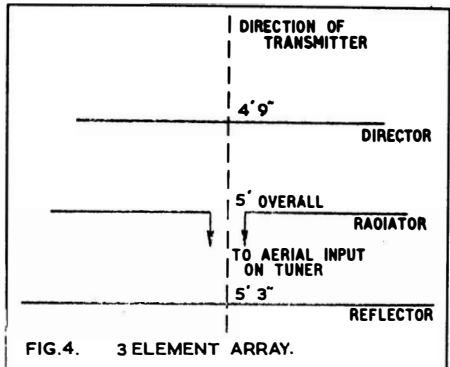 DIRECTION OF
TRANSMITTER
4' 9"
DIRECTOR
5' OVERALL
RADIATOR
TO AERIAL INPUT
ON TUNER
5' 3"
REFLECTOR
FIG.4. 3 ELEMENT ARRAY.